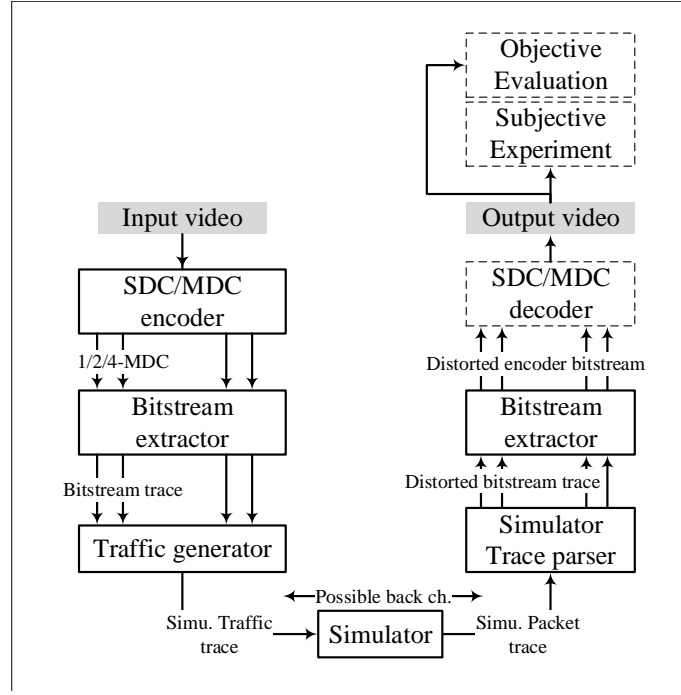 Objective
Evaluation
Subjective
Experiment
Input video
Output video
SDC/MDC
encoder
SDC/MDC
decoder
1/2/4-MDC
Distorted encoder bitstream
Bitstream
extractor
Bitstream
extractor
Bitstream trace
Distorted bitstream trace
Traffic generator
Simulator
Trace parser
Possible back ch.
Simu. Traffic
trace
Simulator
Simu. Packet
trace